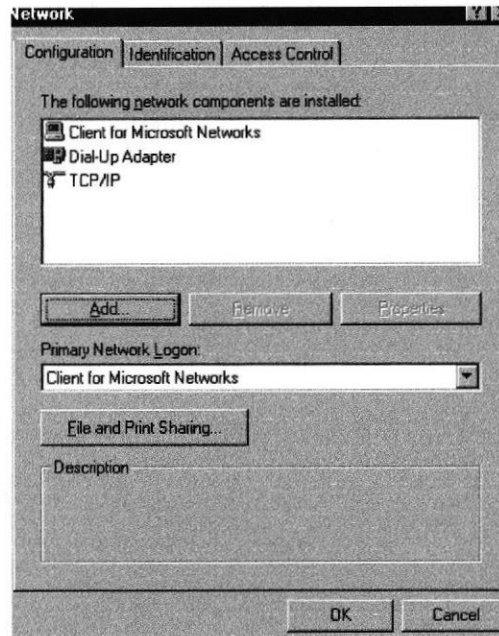 Network
Configuration Identification Access Control
The following network components are installed:
Client for Microsoft Networks
Dial-Up Adapter
TCP/IP
Add... Remove Properties
Primary Network Logon:
Client for Microsoft Networks
File and Print Sharing...
Description
OK Cancel